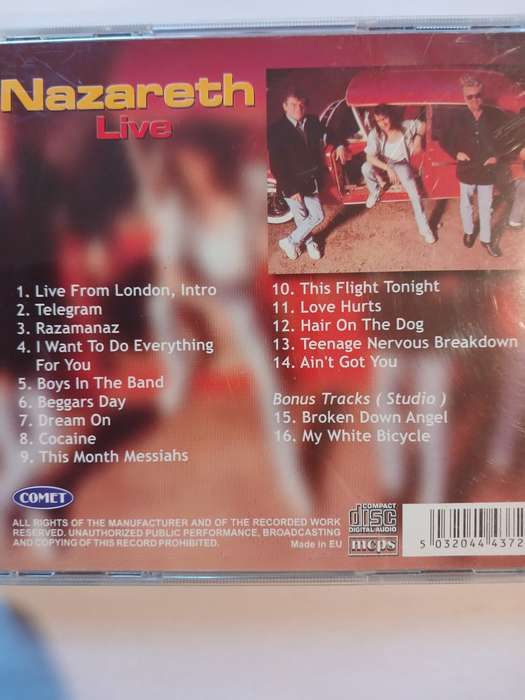 Nazareth
Live
1. Live From London, Intro
2. Telegram
3. Razamanaz
4. I Want To Do Everything
For You
5. Boys In The Band
6. Beggars Day
7. Dream On
8. Cocaine
9. This Month Messiahs
10. This Flight Tonight
11. Love Hurts
12. Hair On The Dog
13. Teenage Nervous Breakdown
14. Ain't Got You
Bonus Tracks ( Studio )
15. Broken Down Angel
16. My White Bicycle
COMET
ALL RIGHTS OF THE MANUFACTURER AND OF THE RECORDED WORK
RESERVED. UNAUTHORIZED PUBLIC PERFORMANCE, BROADCASTING
AND COPYING OF THIS RECORD PROHIBITED.
Made in EU
COMPACT
disc
DIGITAL AUDIO
mcps
5 032044 4372